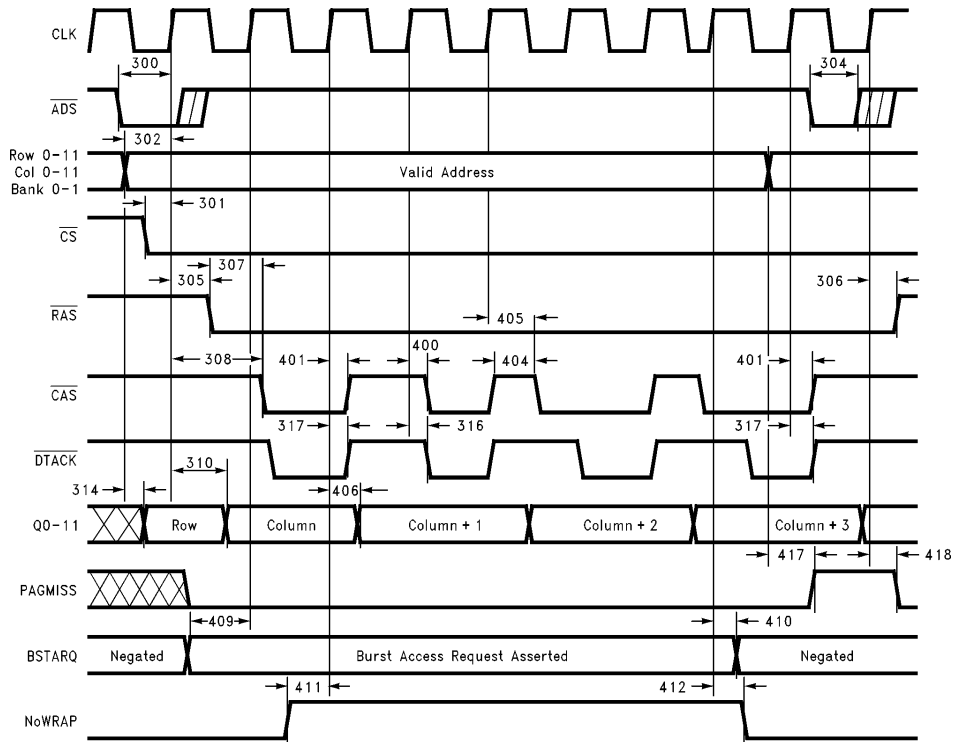 CLK
300
304
ADS
302
Row 0-11
Col 0-11
Bank 0-1
Valid Address
301
CS
307
305
306
RAS
405
400
308
401
404
401
CAS
317
316
317
DTACK
310
314
406
Q0-11
Row
Column
Column + 1
Column + 2
Column + 3
417
418
PAGMISS
409
410
BSTARQ
Negated
Burst Access Request Asserted
Negated
411
412
NoWRAP